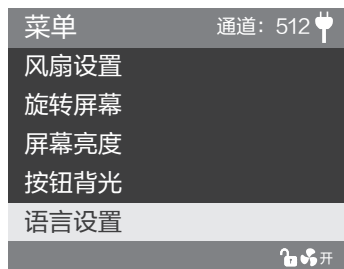 菜单 通道：512
风扇设置
旋转屏幕
屏幕亮度
按钮背光
语言设置
开